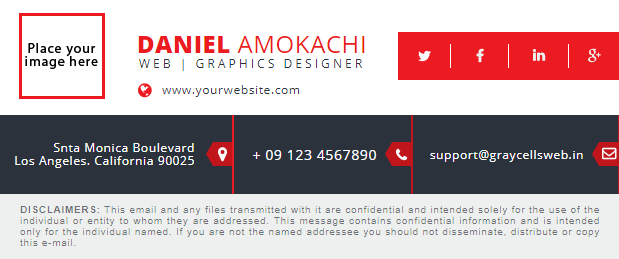 Place your
image here
DANIEL AMOKACHI
WEB | GRAPHICS DESIGNER
www.yourwebsite.com
Snta Monica Boulevard
Los Angeles. California 90025
+ 09 123 4567890
support@graycellsweb.in
DISCLAIMERS: This email and any files transmitted with it are confidential and intended solely for the use of the
individual or entity to whom they are addressed. This message contains confidential information and is intended
only for the individual named. If you are not the named addressee you should not disseminate, distribute or copy
this e-mail.